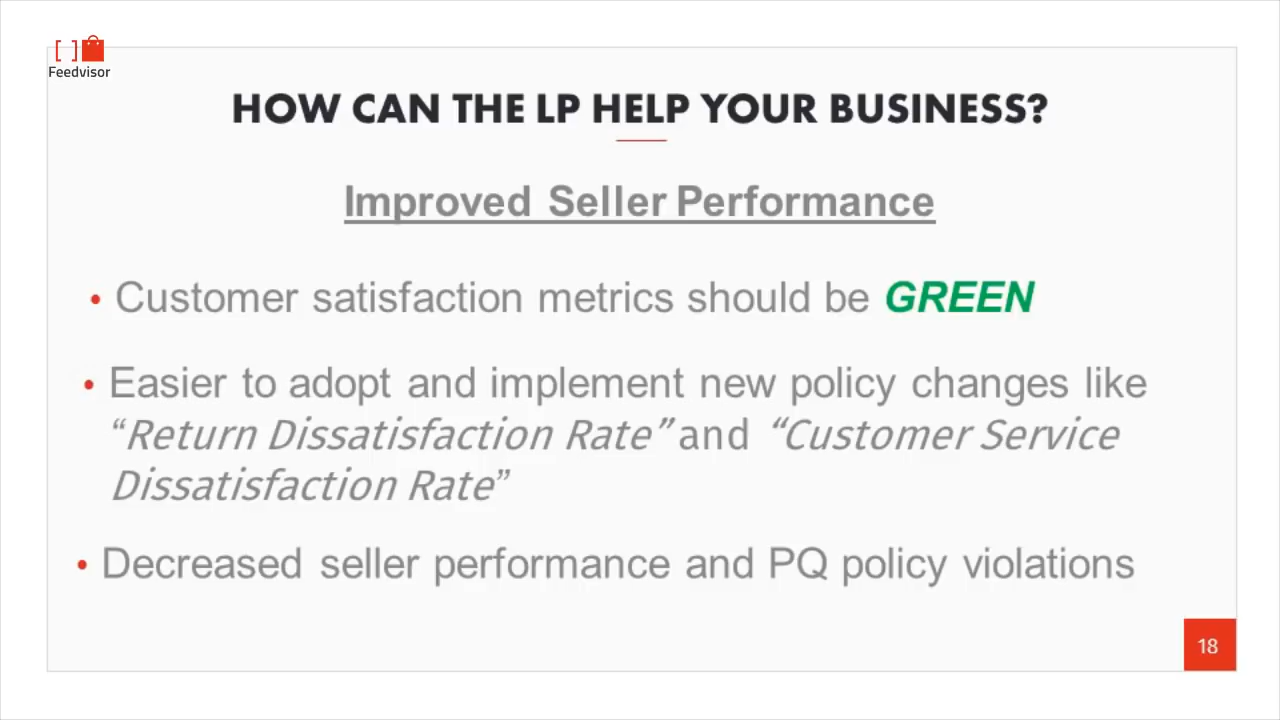 [ ]
Feedvisor
HOW CAN THE LP HELP YOUR BUSINESS?
Improved Seller Performance
• Customer satisfaction metrics should be GREEN
• Easier to adopt and implement new policy changes like
“Return Dissatisfaction Rate” and “Customer Service
Dissatisfaction Rate”
• Decreased seller performance and PQ policy violations
18